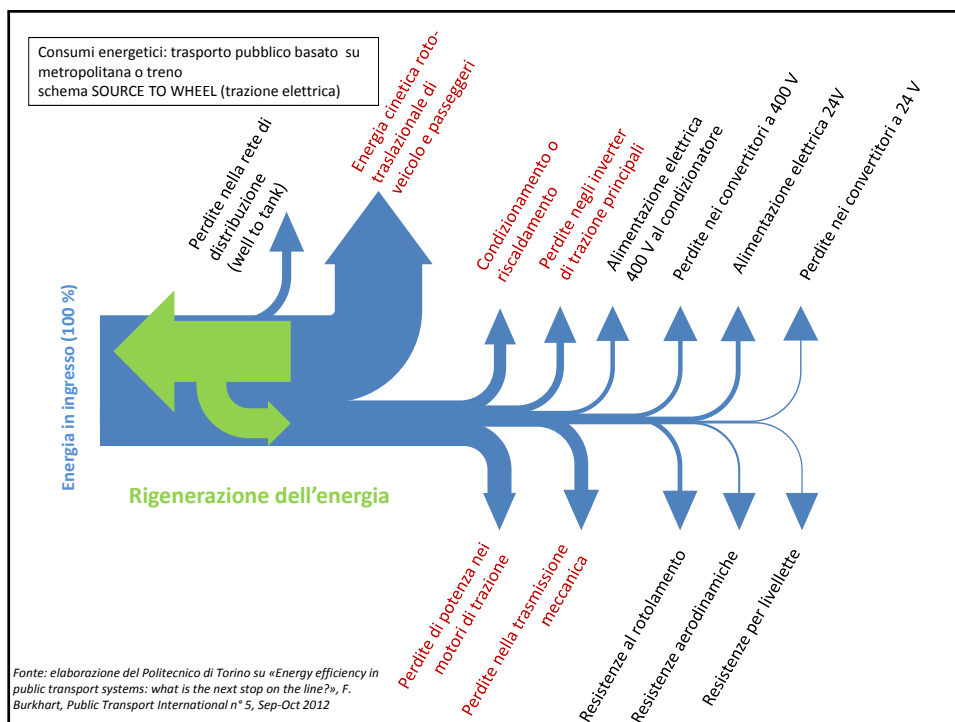 Consumi energetici: trasporto pubblico basato su
metropolitana o treno
schema SOURCE TO WHEEL (trazione elettrica)
Perdite nella rete di
distribuzione
(well to tank)
Energia cinetica roto-
traslazionale di
veicolo e passeggeri
Condizionamento o
riscaldamento
Perdite negli inverter
di trazione principali
Alimentazione elettrica
400 V al condizionatore
Perdite nei convertitori a 400 V
Alimentazione elettrica 24V
Perdite nei convertitori a 24 V
Energia in ingresso (100 %)
Rigenerazione dell’energia
Perdite di potenza nei
motori di trazione
Perdite nella trasmissione
meccanica
Resistenze al rotolamento
Resistenze aerodinamiche
Resistenze per livellette
Fonte: elaborazione del Politecnico di Torino su «Energy efficiency in
public transport systems: what is the next stop on the line?», F.
Burkhart, Public Transport International n° 5, Sep-Oct 2012